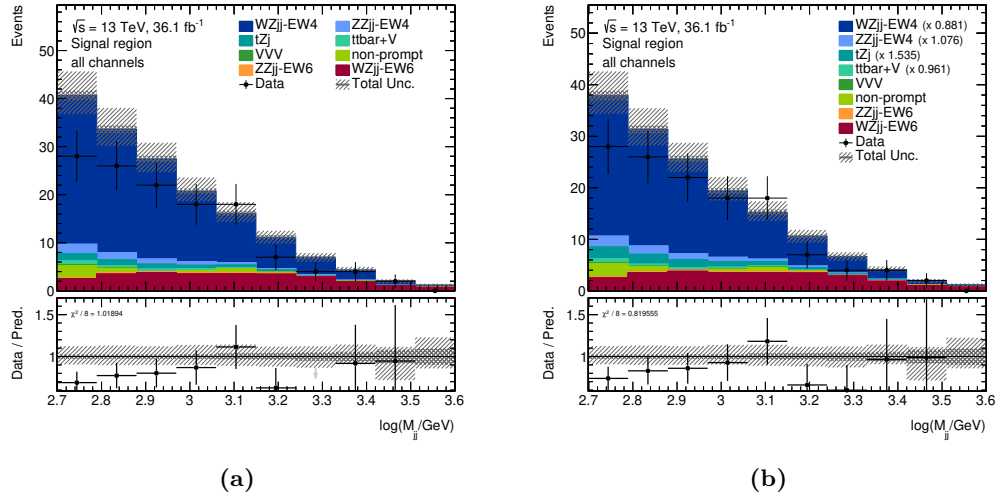 Events
√s = 13 TeV, 36.1 fb⁻¹
Signal region
all channels
WZjj-EW4 ZZjj-EW4
tZj ttbar+V
VVV non-prompt
ZZjj-EW6 WZjj-EW6
Data Total Unc.
50
40
30
20
10
0
Data / Pred.
χ² / 8 = 1.01894
1.5
1
2.7 2.8 2.9 3 3.1 3.2 3.3 3.4 3.5 3.6
log(M_jj/GeV)
(a)
Events
√s = 13 TeV, 36.1 fb⁻¹
Signal region
all channels
WZjj-EW4 (x 0.881)
ZZjj-EW4 (x 1.076)
tZj (x 1.535)
ttbar+V (x 0.961)
VVV
non-prompt
ZZjj-EW6
WZjj-EW6
Data
Total Unc.
50
40
30
20
10
0
Data / Pred.
χ² / 8 = 0.819555
1.5
1
2.7 2.8 2.9 3 3.1 3.2 3.3 3.4 3.5 3.6
log(M_jj/GeV)
(b)